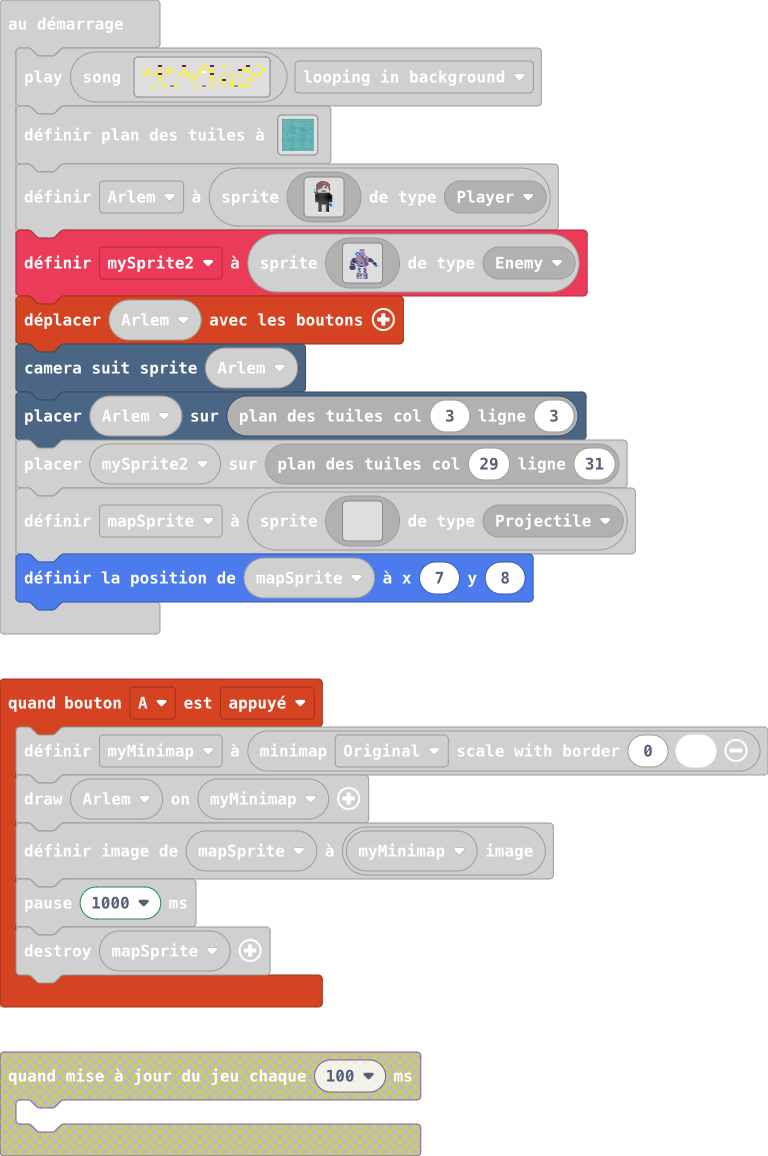 au démarrage
play song looping in background
définir plan des tuiles à
définir Arlem à sprite de type Player
définir mySprite2 à sprite de type Enemy
déplacer Arlem avec les boutons
camera suit sprite Arlem
placer Arlem sur plan des tuiles col 3 ligne 3
placer mySprite2 sur plan des tuiles col 29 ligne 31
définir mapSprite à sprite de type Projectile
définir la position de mapSprite à x 7 y 8
quand bouton A est appuyé
définir myMinimap à minimap Original scale with border 0
draw Arlem on myMinimap
définir image de mapSprite à myMinimap image
pause 1000 ms
destroy mapSprite
quand mise à jour du jeu chaque 100 ms